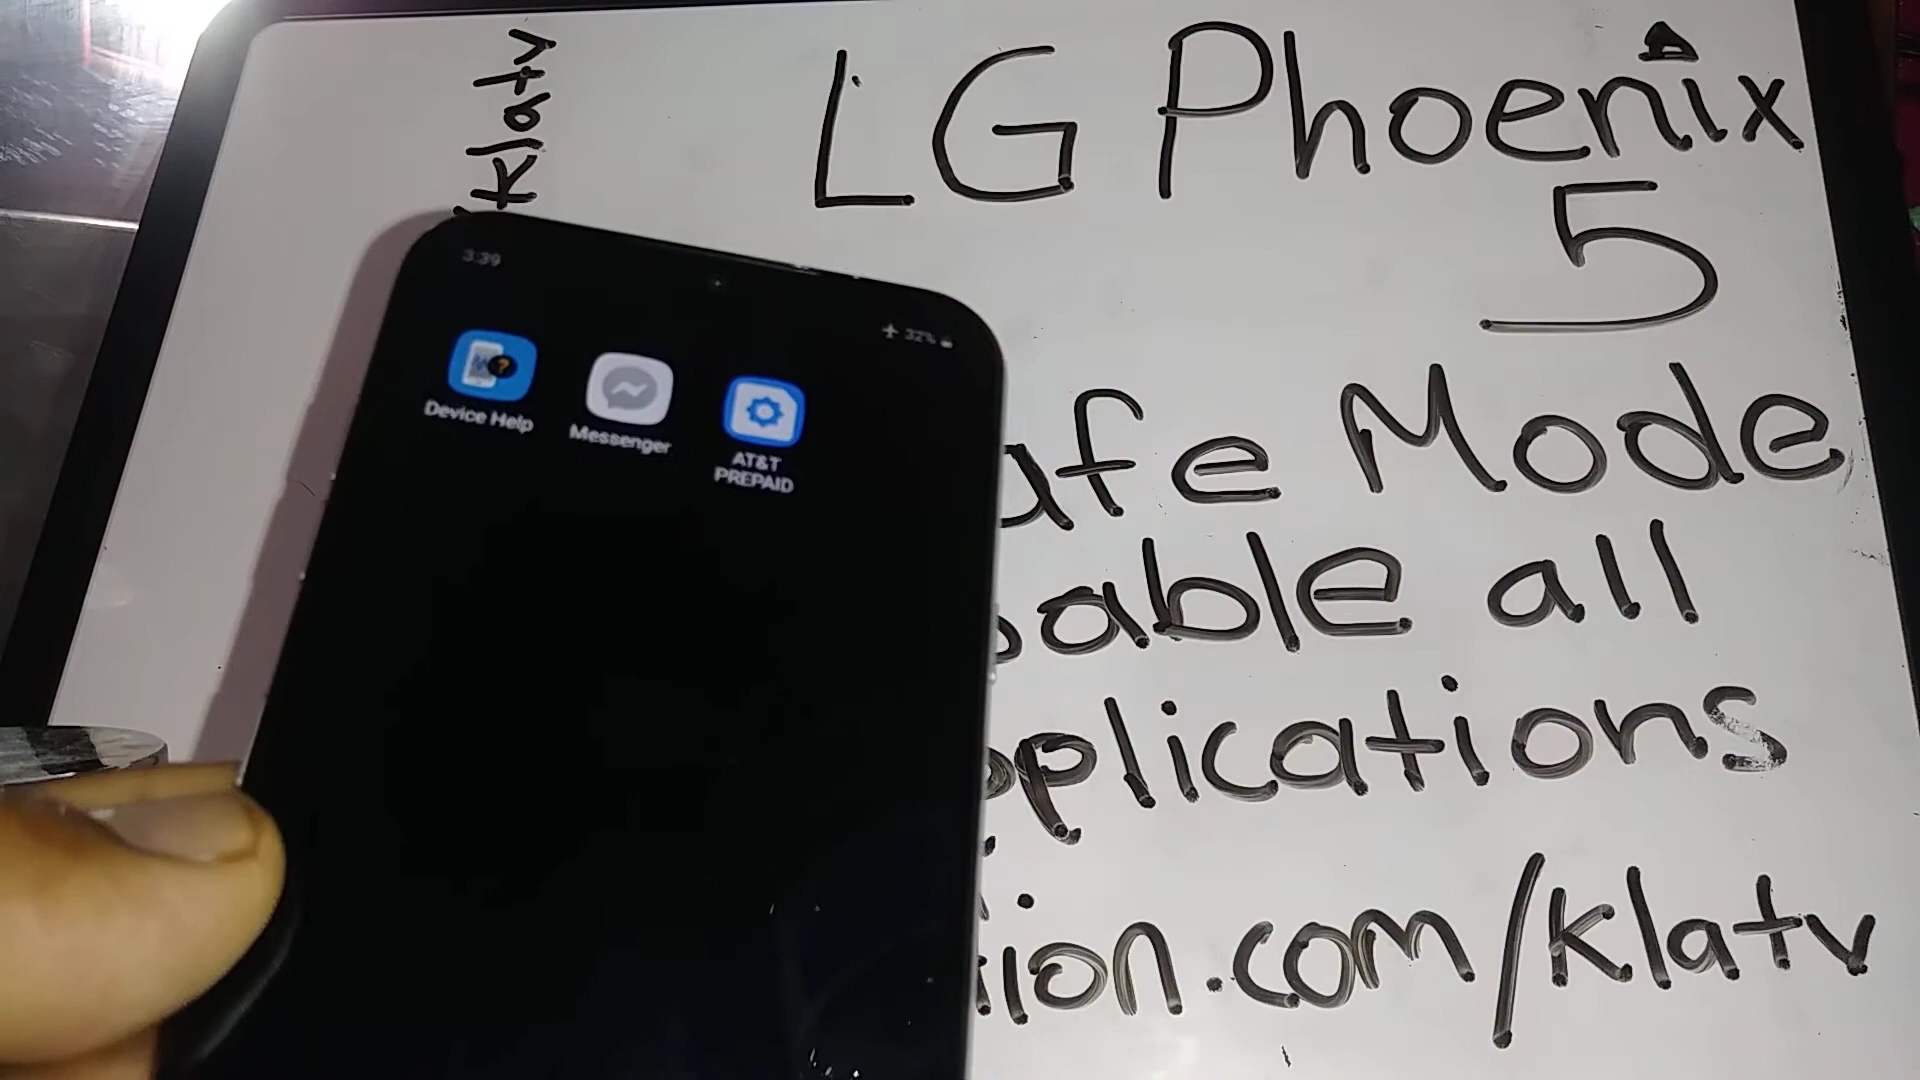 klatv
LG Phoenix
5
afe Mode
able all
plications
ion.com/klatv
3:39
32%
Device Help
Messenger
AT&T
PREPAID